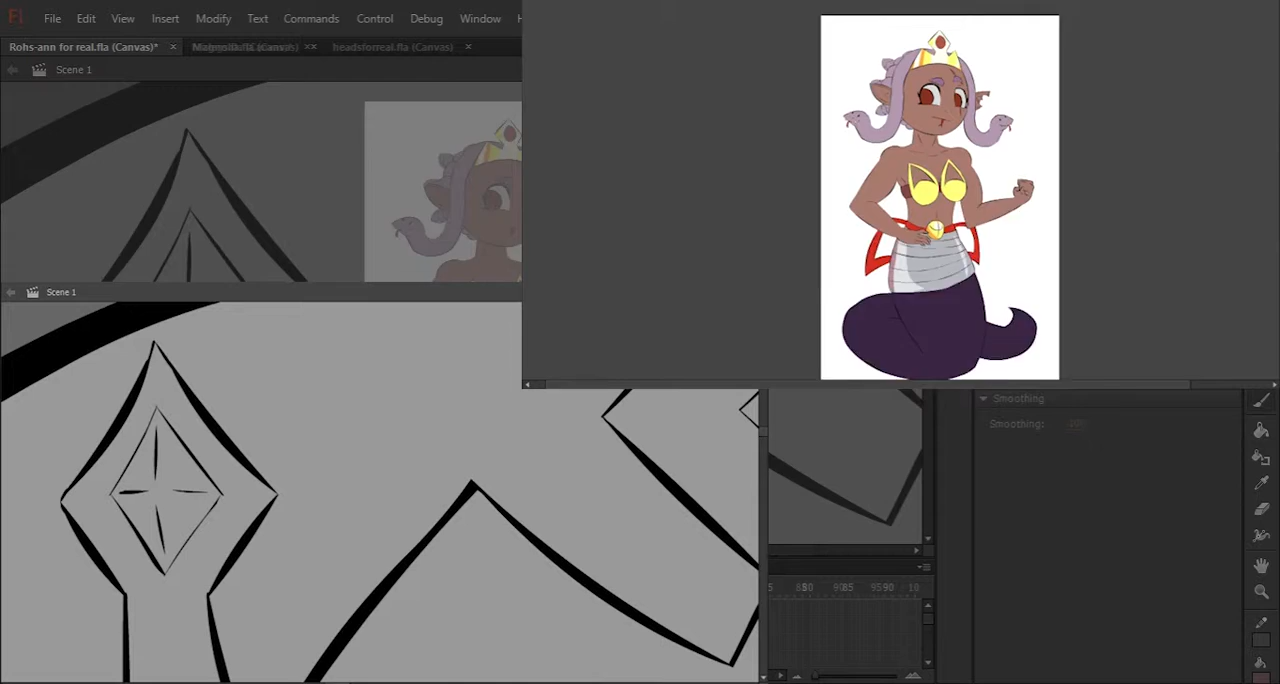 Fl File Edit View Insert Modify Text Commands Control Debug Window
Rohs-ann for real.fla (Canvas)* × headsforreal.fla (Canvas) ×
Scene 1
Scene 1
Smoothing
Smoothing: